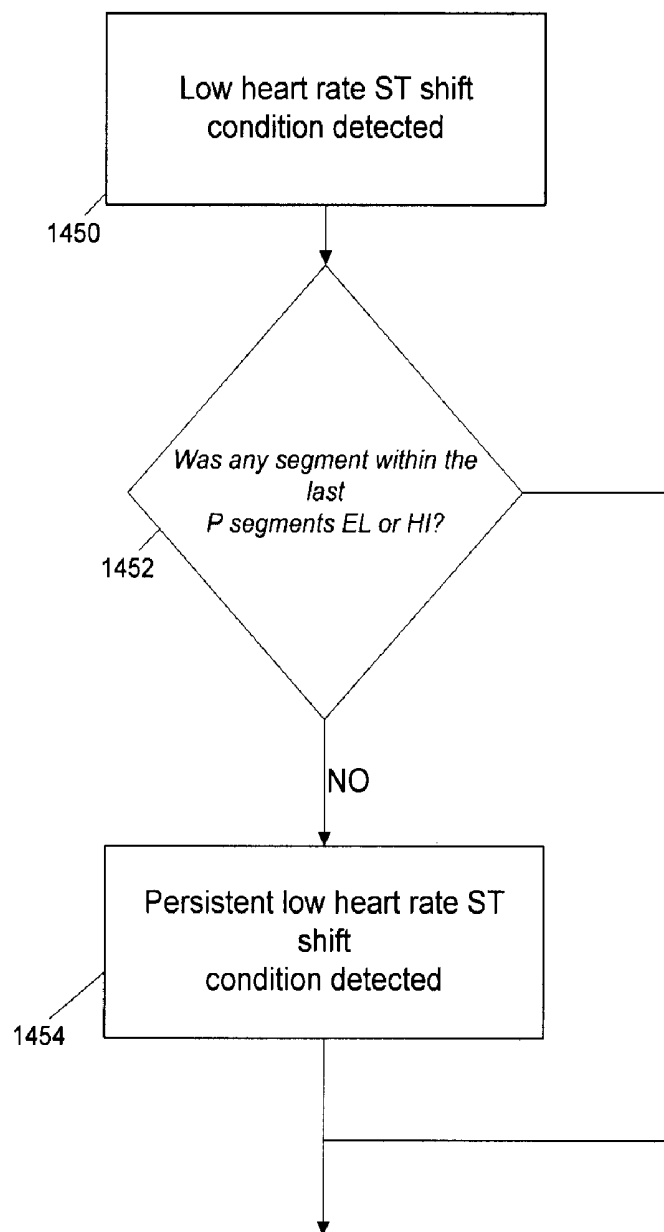 Low heart rate ST shift
condition detected
1450
Was any segment within the
last
P segments EL or HI?
1452
NO
Persistent low heart rate ST
shift
condition detected
1454